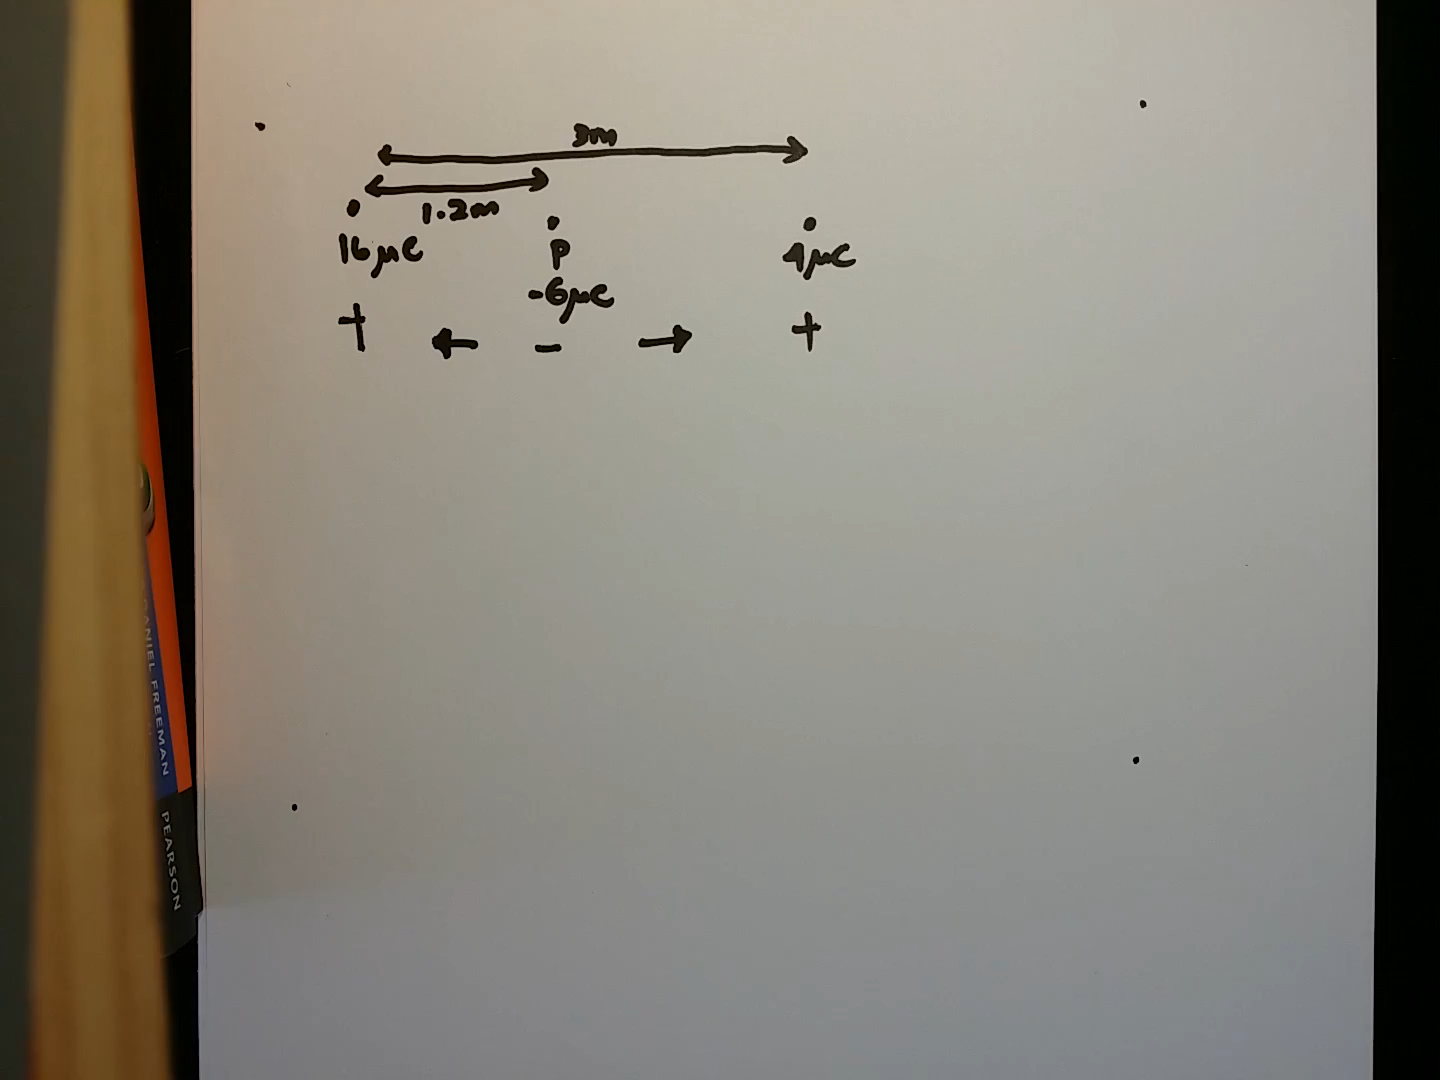 3m
1.2m
16μC
P
4μC
-6μC
+ ← - → +
DANIEL FREEMAN
PEARSON